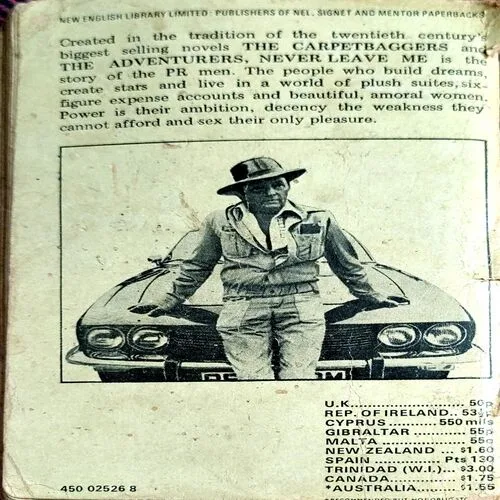 NEW ENGLISH LIBRARY LIMITED: PUBLISHERS OF NEL, SIGNET AND MENTOR PAPERBACKS
Created in the tradition of the twentieth century's
biggest selling novels THE CARPETBAGGERS and
THE ADVENTURERS, NEVER LEAVE ME is the
story of the PR men. The people who build dreams,
create stars and live in a world of plush suites, six-
figure expense accounts and beautiful, amoral women.
Power is their ambition, decency the weakness they
cannot afford and sex their only pleasure.
U.K. ........................ 50p
REP. OF IRELAND.. 53½p
CYPRUS ........... 550 mils
GIBRALTAR ........... 55p
MALTA .................. 55c
NEW ZEALAND ... $1.60
SPAIN ............. Pts 130
TRINIDAD (W.I.)... $3.00
CANADA............... $1.75
*AUSTRALIA......... $1.55
450 02526 8